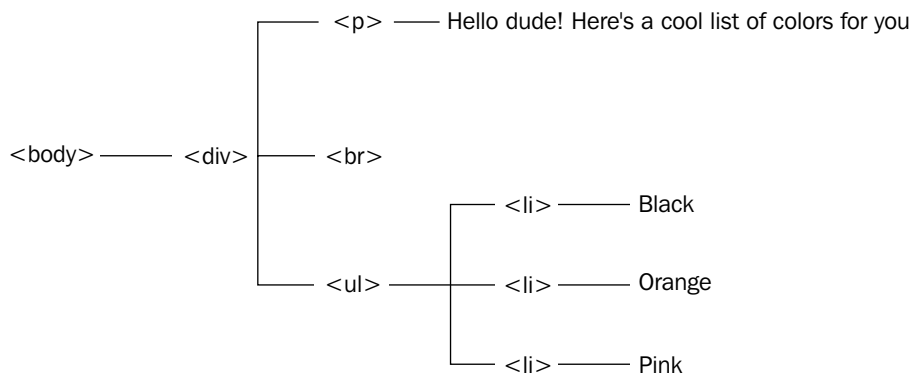 <p> Hello dude! Here's a cool list of colors for you
<body> <div> <br>
<li> Black
<ul> <li> Orange
<li> Pink